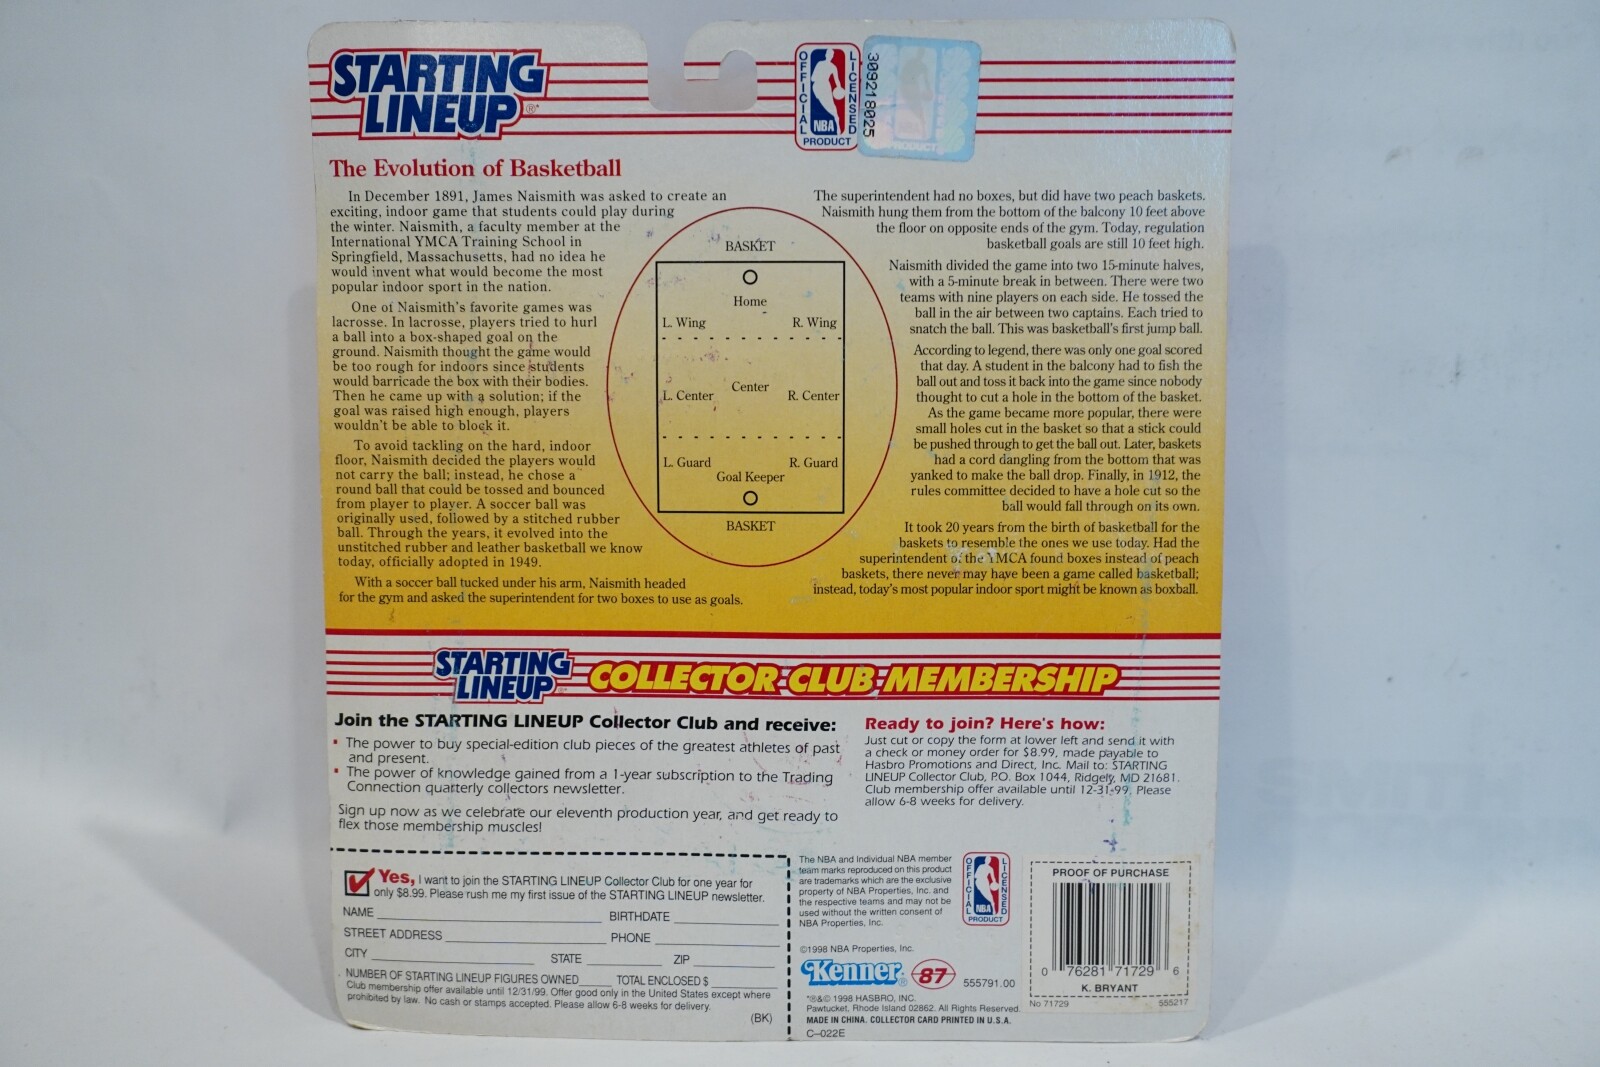 STARTING
LINEUP®
OFFICIAL
LICENSED
NBA
PRODUCT
309218025
PRODUCT
The Evolution of Basketball
In December 1891, James Naismith was asked to create an
exciting, indoor game that students could play during
the winter. Naismith, a faculty member at the
International YMCA Training School in
Springfield, Massachusetts, had no idea he
would invent what would become the most
popular indoor sport in the nation.
One of Naismith's favorite games was
lacrosse. In lacrosse, players tried to hurl
a ball into a box-shaped goal on the
ground. Naismith thought the game would
be too rough for indoors since students
would barricade the box with their bodies.
Then he came up with a solution; if the
goal was raised high enough, players
wouldn't be able to block it.
To avoid tackling on the hard, indoor
floor, Naismith decided the players would
not carry the ball; instead, he chose a
round ball that could be tossed and bounced
from player to player. A soccer ball was
originally used, followed by a stitched rubber
ball. Through the years, it evolved into the
unstitched rubber and leather basketball we know
today, officially adopted in 1949.
With a soccer ball tucked under his arm, Naismith headed
for the gym and asked the superintendent for two boxes to use as goals.
BASKET
Home
L. Wing R. Wing
Center
L. Center R. Center
L. Guard R. Guard
Goal Keeper
BASKET
The superintendent had no boxes, but did have two peach baskets.
Naismith hung them from the bottom of the balcony 10 feet above
the floor on opposite ends of the gym. Today, regulation
basketball goals are still 10 feet high.
Naismith divided the game into two 15-minute halves,
with a 5-minute break in between. There were two
teams with nine players on each side. He tossed the
ball in the air between two captains. Each tried to
snatch the ball. This was basketball's first jump ball.
According to legend, there was only one goal scored
that day. A student in the balcony had to fish the
ball out and toss it back into the game since nobody
thought to cut a hole in the bottom of the basket.
As the game became more popular, there were
small holes cut in the basket so that a stick could
be pushed through to get the ball out. Later, baskets
had a cord dangling from the bottom that was
yanked to make the ball drop. Finally, in 1912, the
rules committee decided to have a hole cut so the
ball would fall through on its own.
It took 20 years from the birth of basketball for the
baskets to resemble the ones we use today. Had the
superintendent of the YMCA found boxes instead of peach
baskets, there never may have been a game called basketball;
instead, today's most popular indoor sport might be known as boxball.
STARTING
LINEUP® COLLECTOR CLUB MEMBERSHIP
Join the STARTING LINEUP Collector Club and receive:
▪ The power to buy special-edition club pieces of the greatest athletes of past
and present.
▪ The power of knowledge gained from a 1-year subscription to the Trading
Connection quarterly collectors newsletter.
Sign up now as we celebrate our eleventh production year, and get ready to
flex those membership muscles!
Ready to join? Here's how:
Just cut or copy the form at lower left and send it with
a check or money order for $8.99, made payable to
Hasbro Promotions and Direct, Inc. Mail to: STARTING
LINEUP Collector Club, P.O. Box 1044, Ridgely, MD 21681.
Club membership offer available until 12-31-99. Please
allow 6-8 weeks for delivery.
Yes, I want to join the STARTING LINEUP Collector Club for one year for
only $8.99. Please rush me my first issue of the STARTING LINEUP newsletter.
NAME BIRTHDATE
STREET ADDRESS PHONE
CITY STATE ZIP
NUMBER OF STARTING LINEUP FIGURES OWNED TOTAL ENCLOSED $
Club membership offer available until 12/31/99. Offer good only in the United States except where
prohibited by law. No cash or stamps accepted. Please allow 6-8 weeks for delivery.
(BK)
The NBA and Individual NBA member
team marks reproduced on this product
are trademarks which are the exclusive
property of NBA Properties, Inc. and
the respective teams and may not be
used without the written consent of
NBA Properties, Inc.
OFFICIAL
LICENSED
NBA
PRODUCT
©1998 NBA Properties, Inc.
Kenner® 87 555791.00
*®&© 1998 HASBRO, INC.
Pawtucket, Rhode Island 02862. All Rights Reserved.
MADE IN CHINA. COLLECTOR CARD PRINTED IN U.S.A.
C-022E
PROOF OF PURCHASE
0 76281 71729 6
K. BRYANT
No 71729 555217